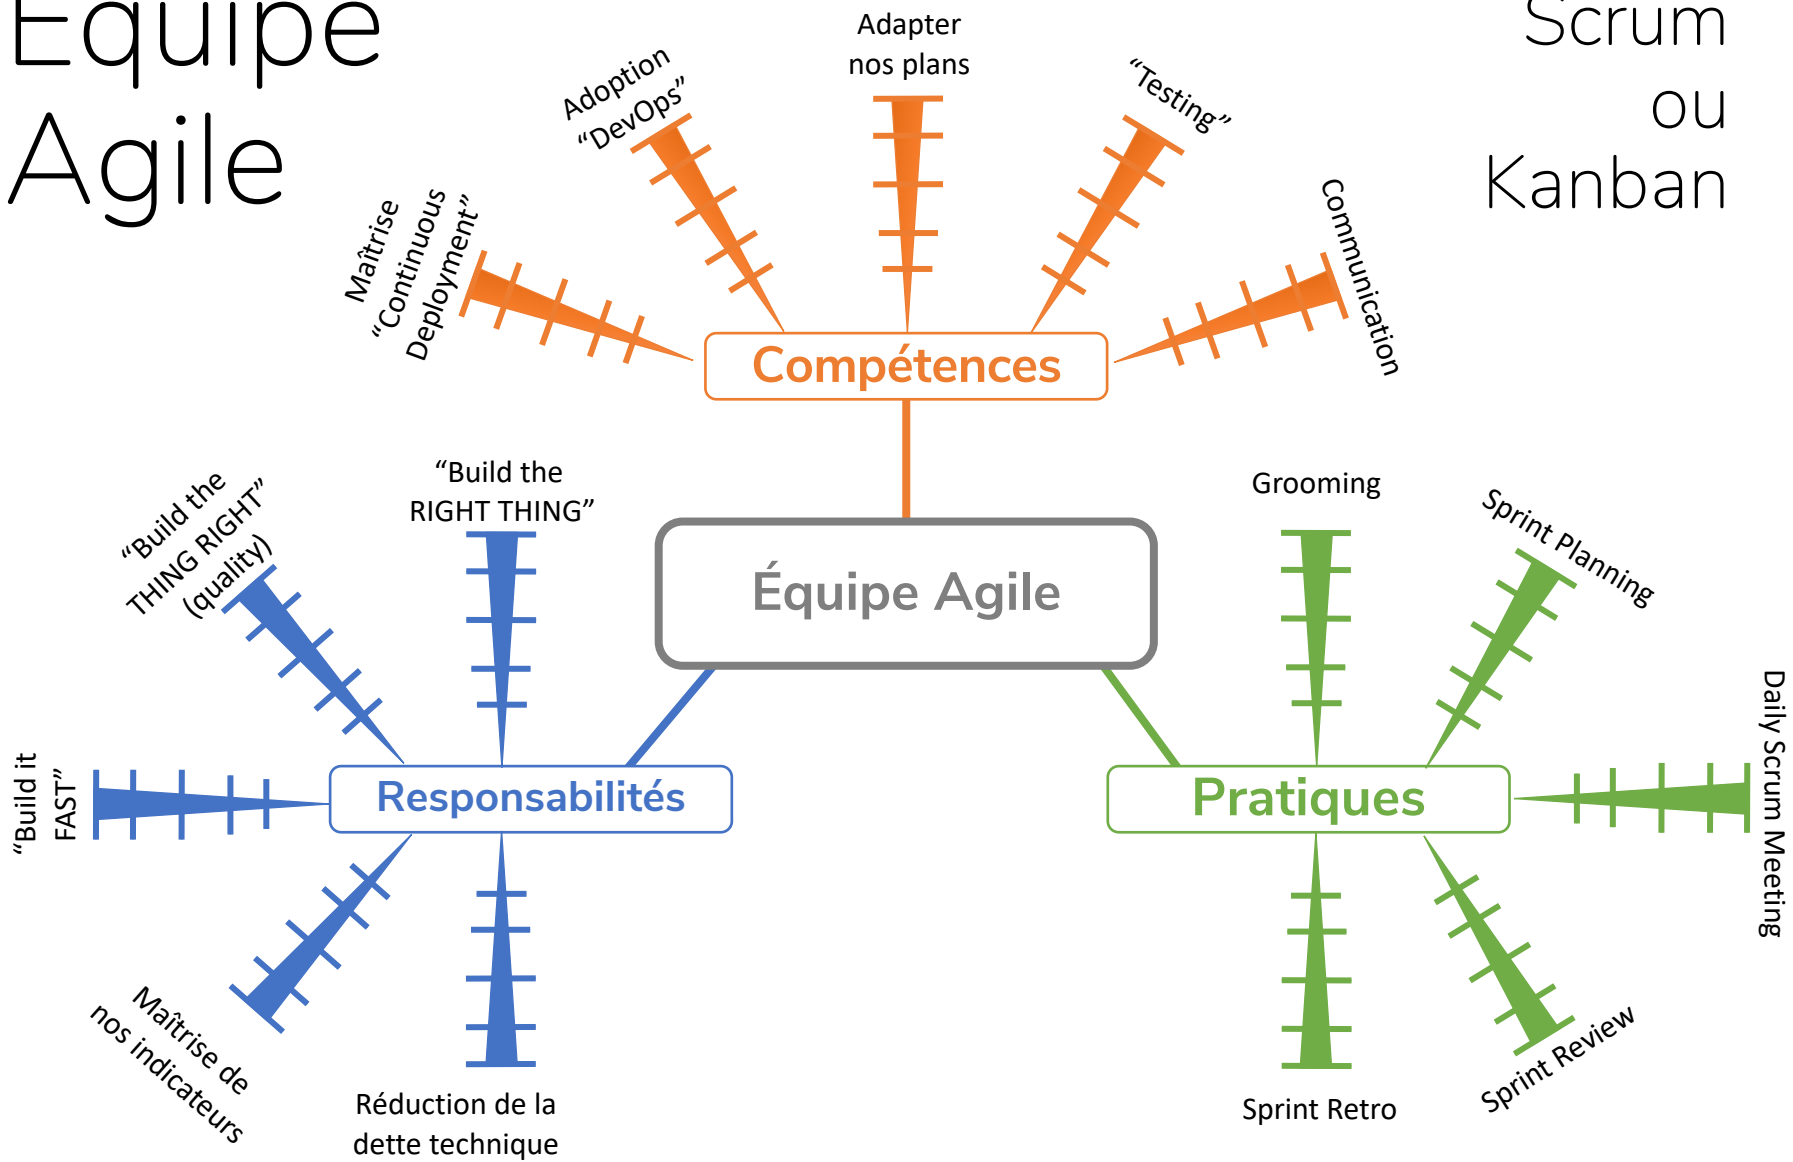 Équipe
Agile
Scrum
ou
Kanban
Maîtrise
“Continuous
Deployment”
Adoption
“DevOps”
Adapter
nos plans
“Testing”
Communication
Compétences
Équipe Agile
“Build the
RIGHT THING”
“Build the
THING RIGHT”
(quality)
“Build it
FAST”
Maîtrise de
nos indicateurs
Réduction de la
dette technique
Responsabilités
Grooming
Sprint Planning
Daily Scrum Meeting
Sprint Review
Sprint Retro
Pratiques